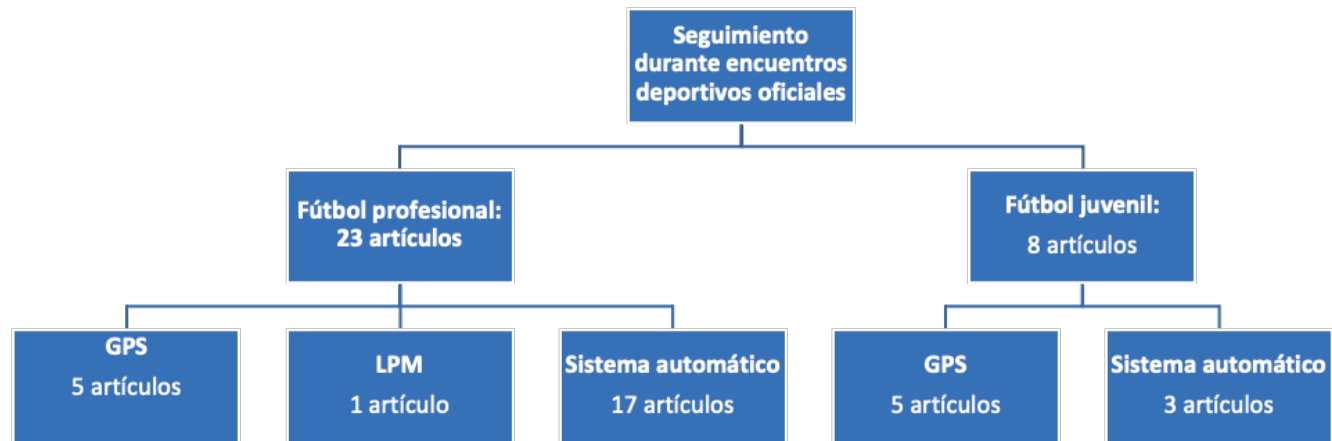 Seguimiento
durante encuentros
deportivos oficiales
Fútbol profesional:
23 artículos
Fútbol juvenil:
8 artículos
GPS
5 artículos
LPM
1 artículo
Sistema automático
17 artículos
GPS
5 artículos
Sistema automático
3 artículos